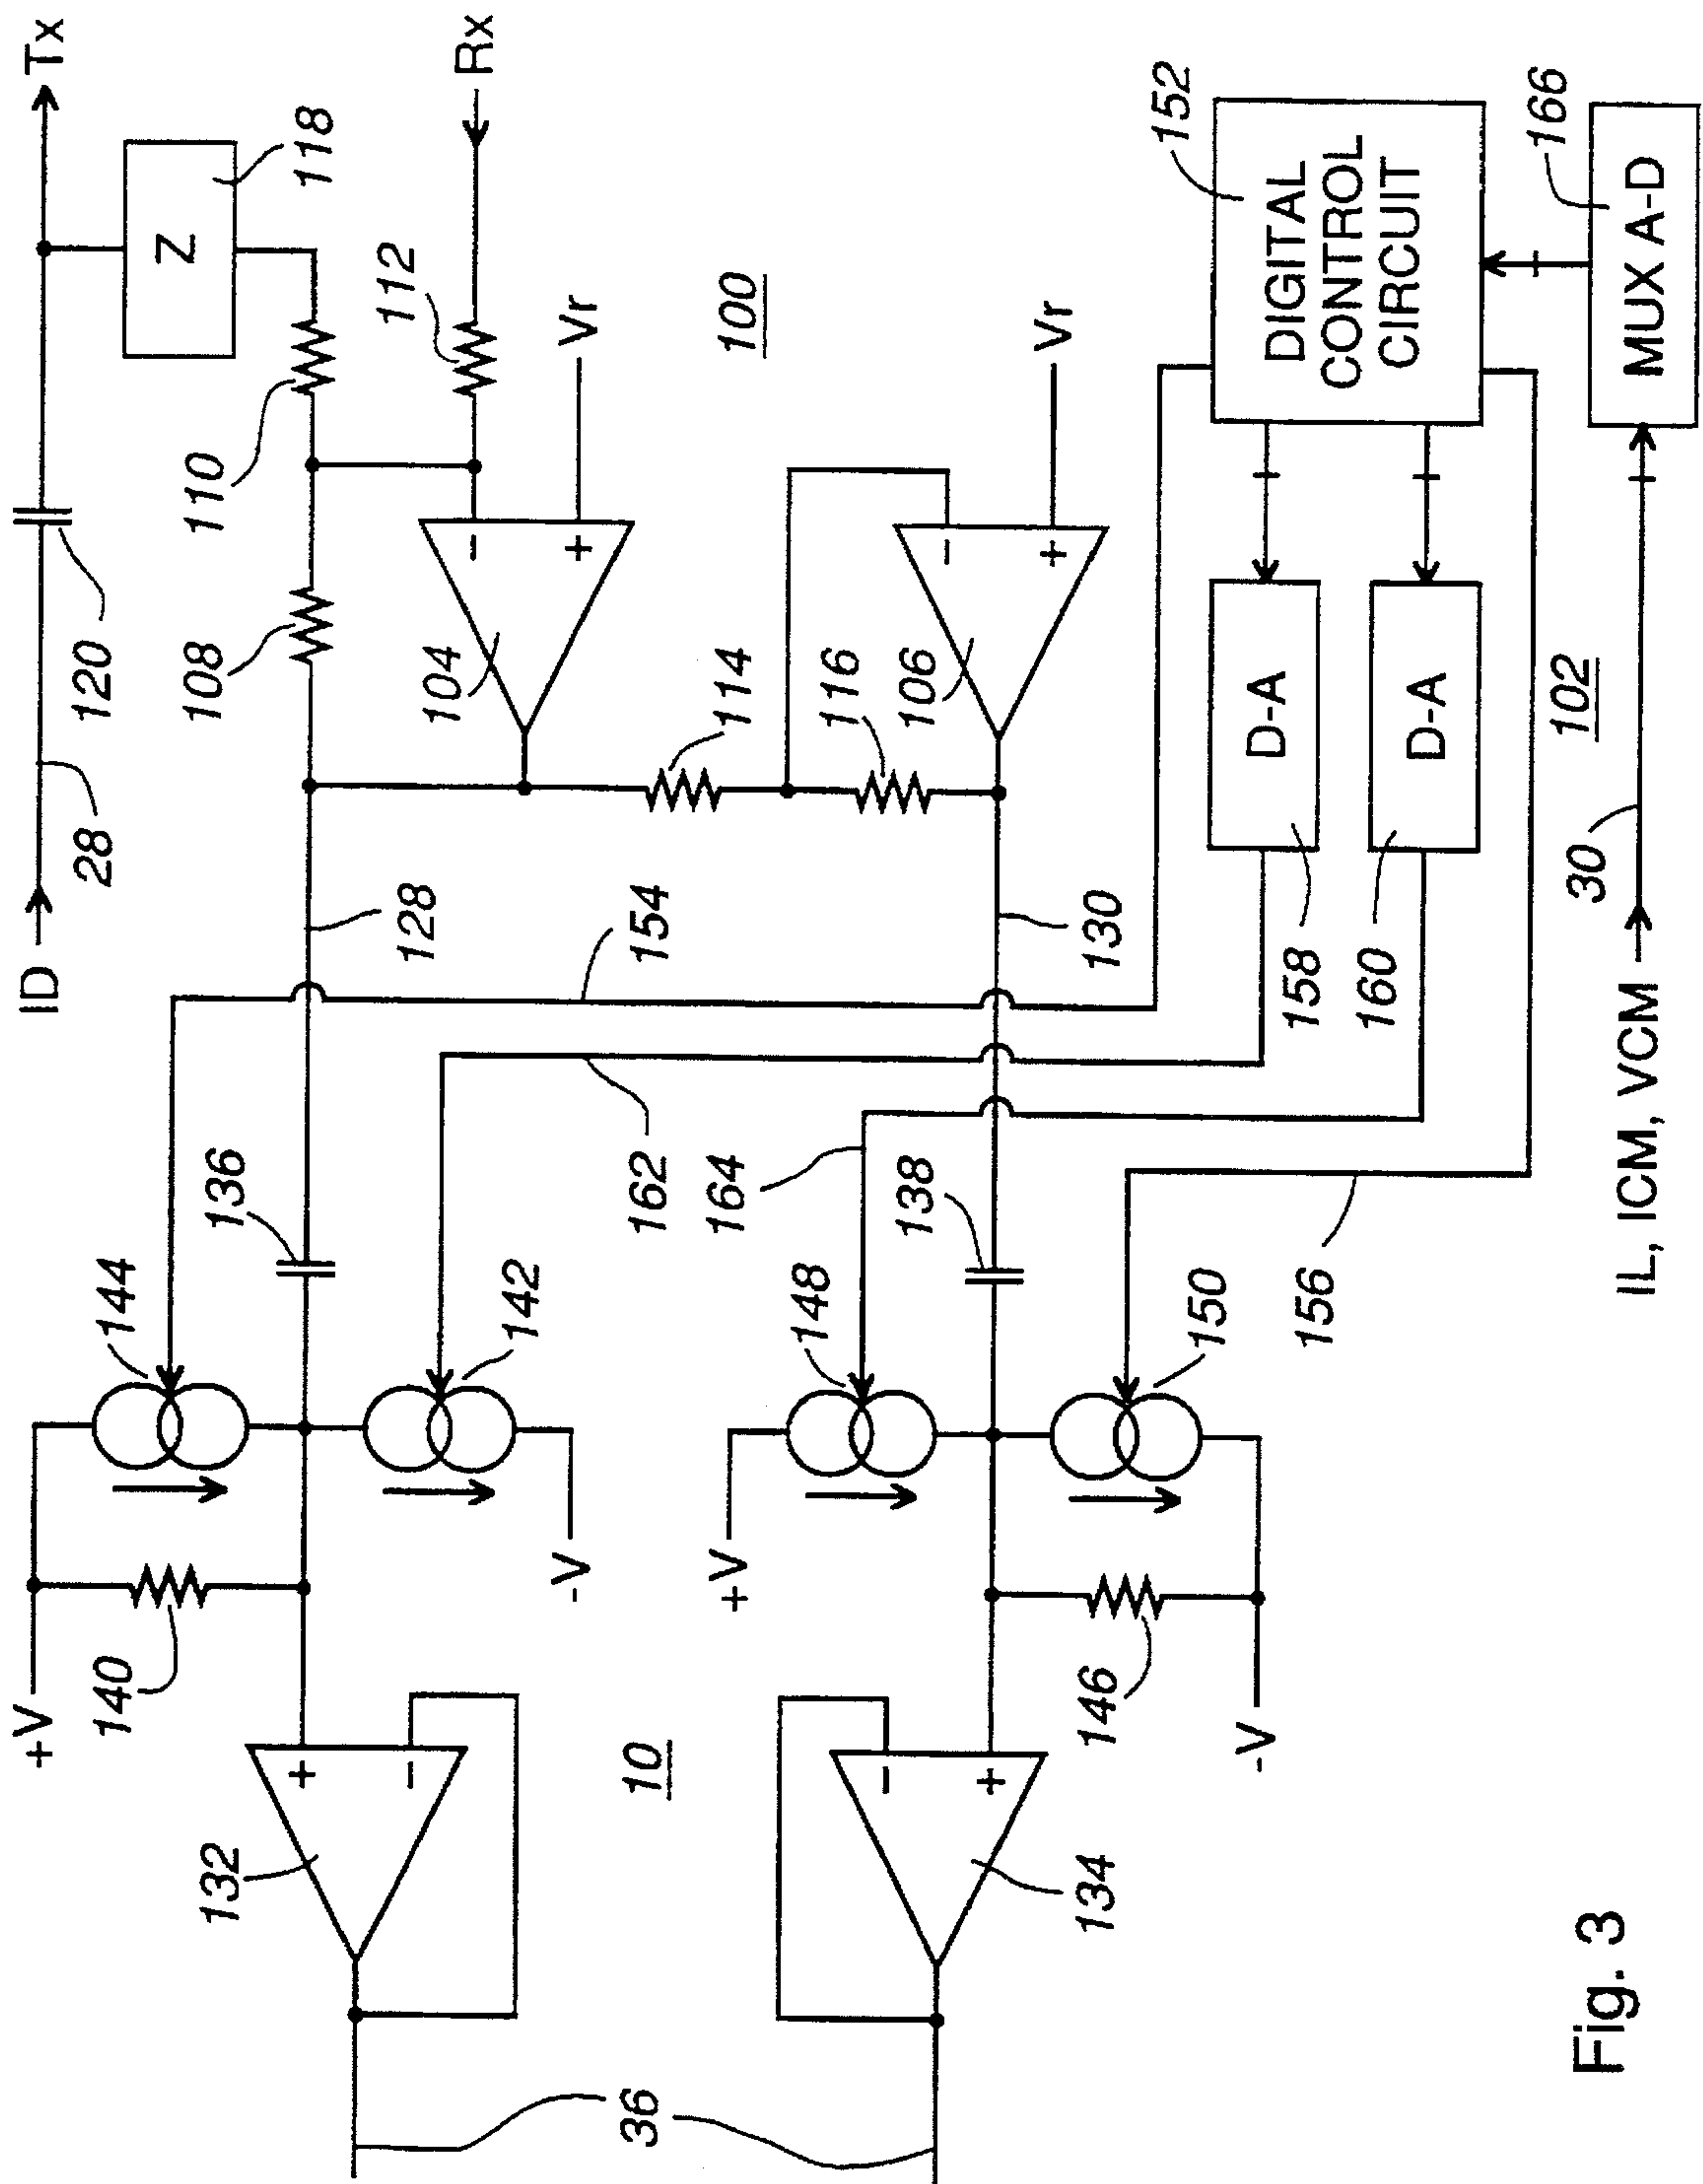 ID
28
120
Tx
Z
118
108
110
112
Rx
104
Vr
100
114
116
106
Vr
128
154
130
136
144
142
162
164
148
138
150
156
+V
140
-V
+V
146
-V
+
-
-
+
-
+
-
+
132
10
134
36
DIGITAL
CONTROL
CIRCUIT
152
D-A
158
D-A
160
102
MUX A-D
166
30
IL, ICM, VCM
Fig. 3